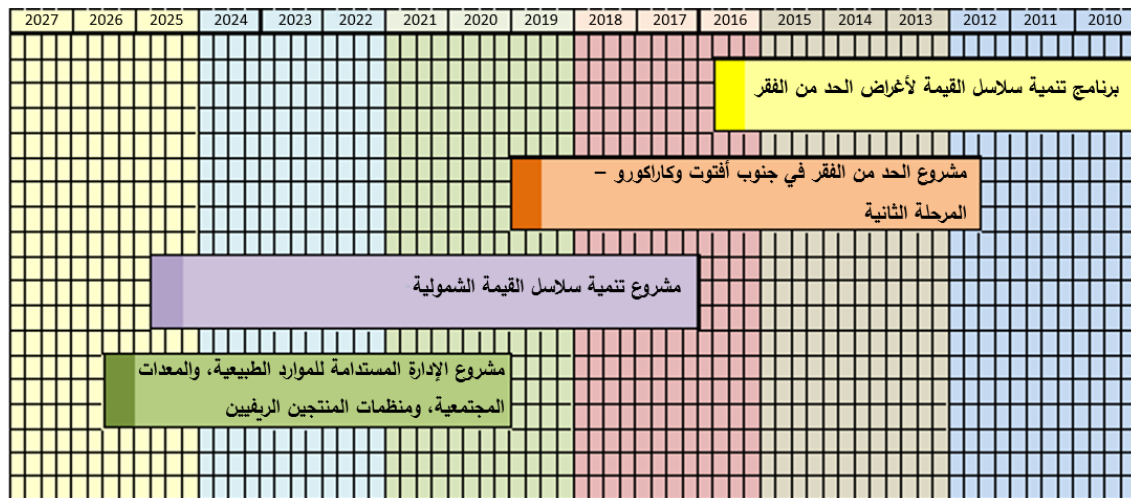 2010 2011 2012 2013 2014 2015 2016 2017 2018 2019 2020 2021 2022 2023 2024 2025 2026 2027
برنامج تنمية سلاسل القيمة لأغراض الحد من الفقر
مشروع الحد من الفقر في جنوب أفتوت وكاراكورو –
المرحلة الثانية
مشروع تنمية سلاسل القيمة الشمولية
مشروع الإدارة المستدامة للموارد الطبيعية، والمعدات
المجتمعية، ومنظمات المنتجين الريفيين